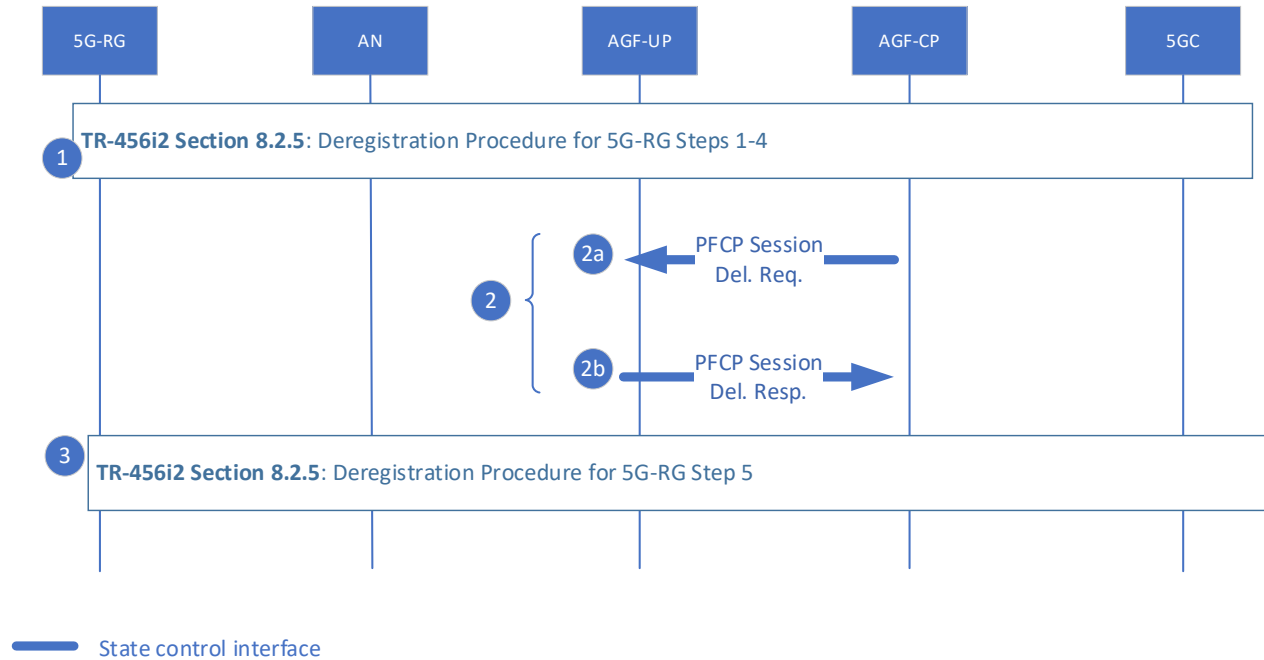 5G-RG
AN
AGF-UP
AGF-CP
5GC
TR-456i2 Section 8.2.5: Deregistration Procedure for 5G-RG Steps 1-4
1
2a
PFCP Session
Del. Req.
2
2b
PFCP Session
Del. Resp.
3
TR-456i2 Section 8.2.5: Deregistration Procedure for 5G-RG Step 5
State control interface